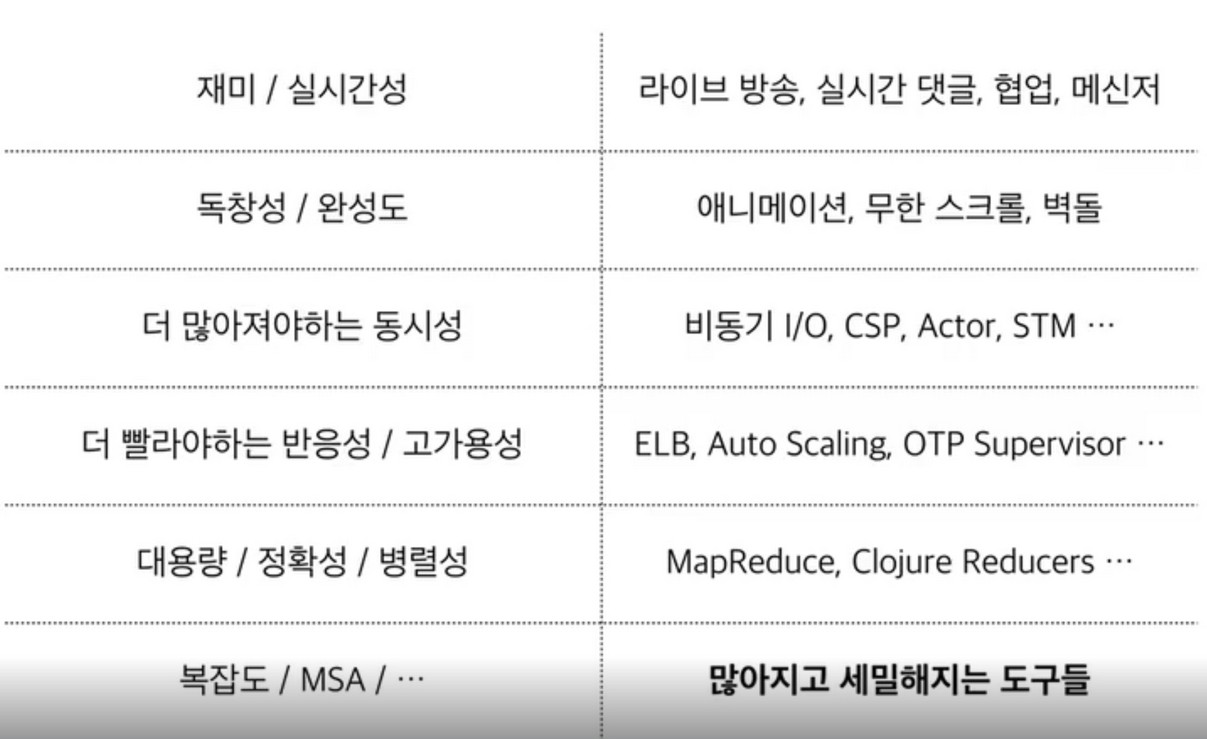 재미 / 실시간성
라이브 방송, 실시간 댓글, 협업, 메신저
독창성 / 완성도
애니메이션, 무한 스크롤, 벽돌
더 많아져야하는 동시성
비동기 I/O, CSP, Actor, STM ⋯
더 빨라야하는 반응성 / 고가용성
ELB, Auto Scaling, OTP Supervisor ⋯
대용량 / 정확성 / 병렬성
MapReduce, Clojure Reducers ⋯
복잡도 / MSA / ⋯
많아지고 세밀해지는 도구들